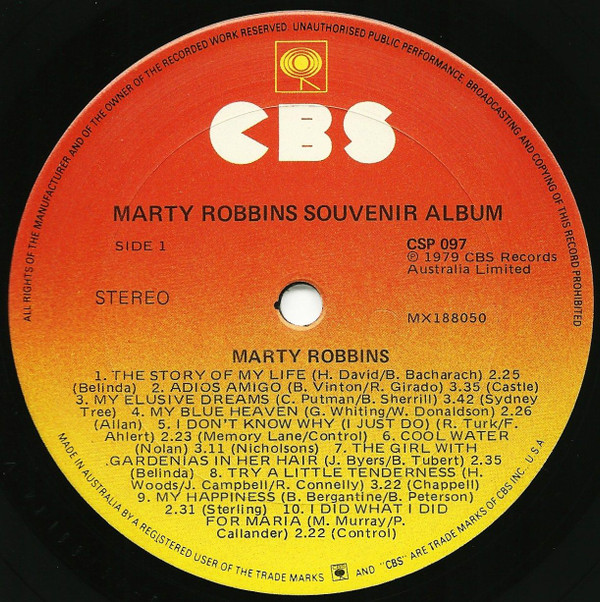 ALL RIGHTS OF THE MANUFACTURER AND OF THE OWNER OF THE RECORDED WORK RESERVED UNAUTHORISED PUBLIC PERFORMANCE, BROADCASTING AND COPYING OF THIS RECORD PROHIBITED
CBS
MARTY ROBBINS SOUVENIR ALBUM
SIDE 1
CSP 097
℗ 1979 CBS Records
Australia Limited
STEREO
MX188050
MARTY ROBBINS
1. THE STORY OF MY LIFE (H. David/B. Bacharach) 2.25
(Belinda) 2. ADIOS AMIGO (B. Vinton/R. Girado) 3.35 (Castle)
3. MY ELUSIVE DREAMS (C. Putman/B. Sherrill) 3.42 (Sydney
Tree) 4. MY BLUE HEAVEN (G. Whiting/W. Donaldson) 2.26
(Allan) 5. I DON'T KNOW WHY (I JUST DO) (R. Turk/F.
Ahlert) 2.23 (Memory Lane/Control) 6. COOL WATER
(Nolan) 3.11 (Nicholsons) 7. THE GIRL WITH
GARDENIAS IN HER HAIR (J. Byers/B. Tubert) 2.35
(Belinda) 8. TRY A LITTLE TENDERNESS (H.
Woods/J. Campbell/R. Connelly) 3.22 (Chappell)
9. MY HAPPINESS (B. Bergantine/B. Peterson)
2.31 (Sterling) 10. I DID WHAT I DID
FOR MARIA (M. Murray/P.
Callander) 2.22 (Control)
MADE IN AUSTRALIA BY A REGISTERED USER OF THE TRADE MARKS AND "CBS" ARE TRADE MARKS OF CBS INC. U.S.A